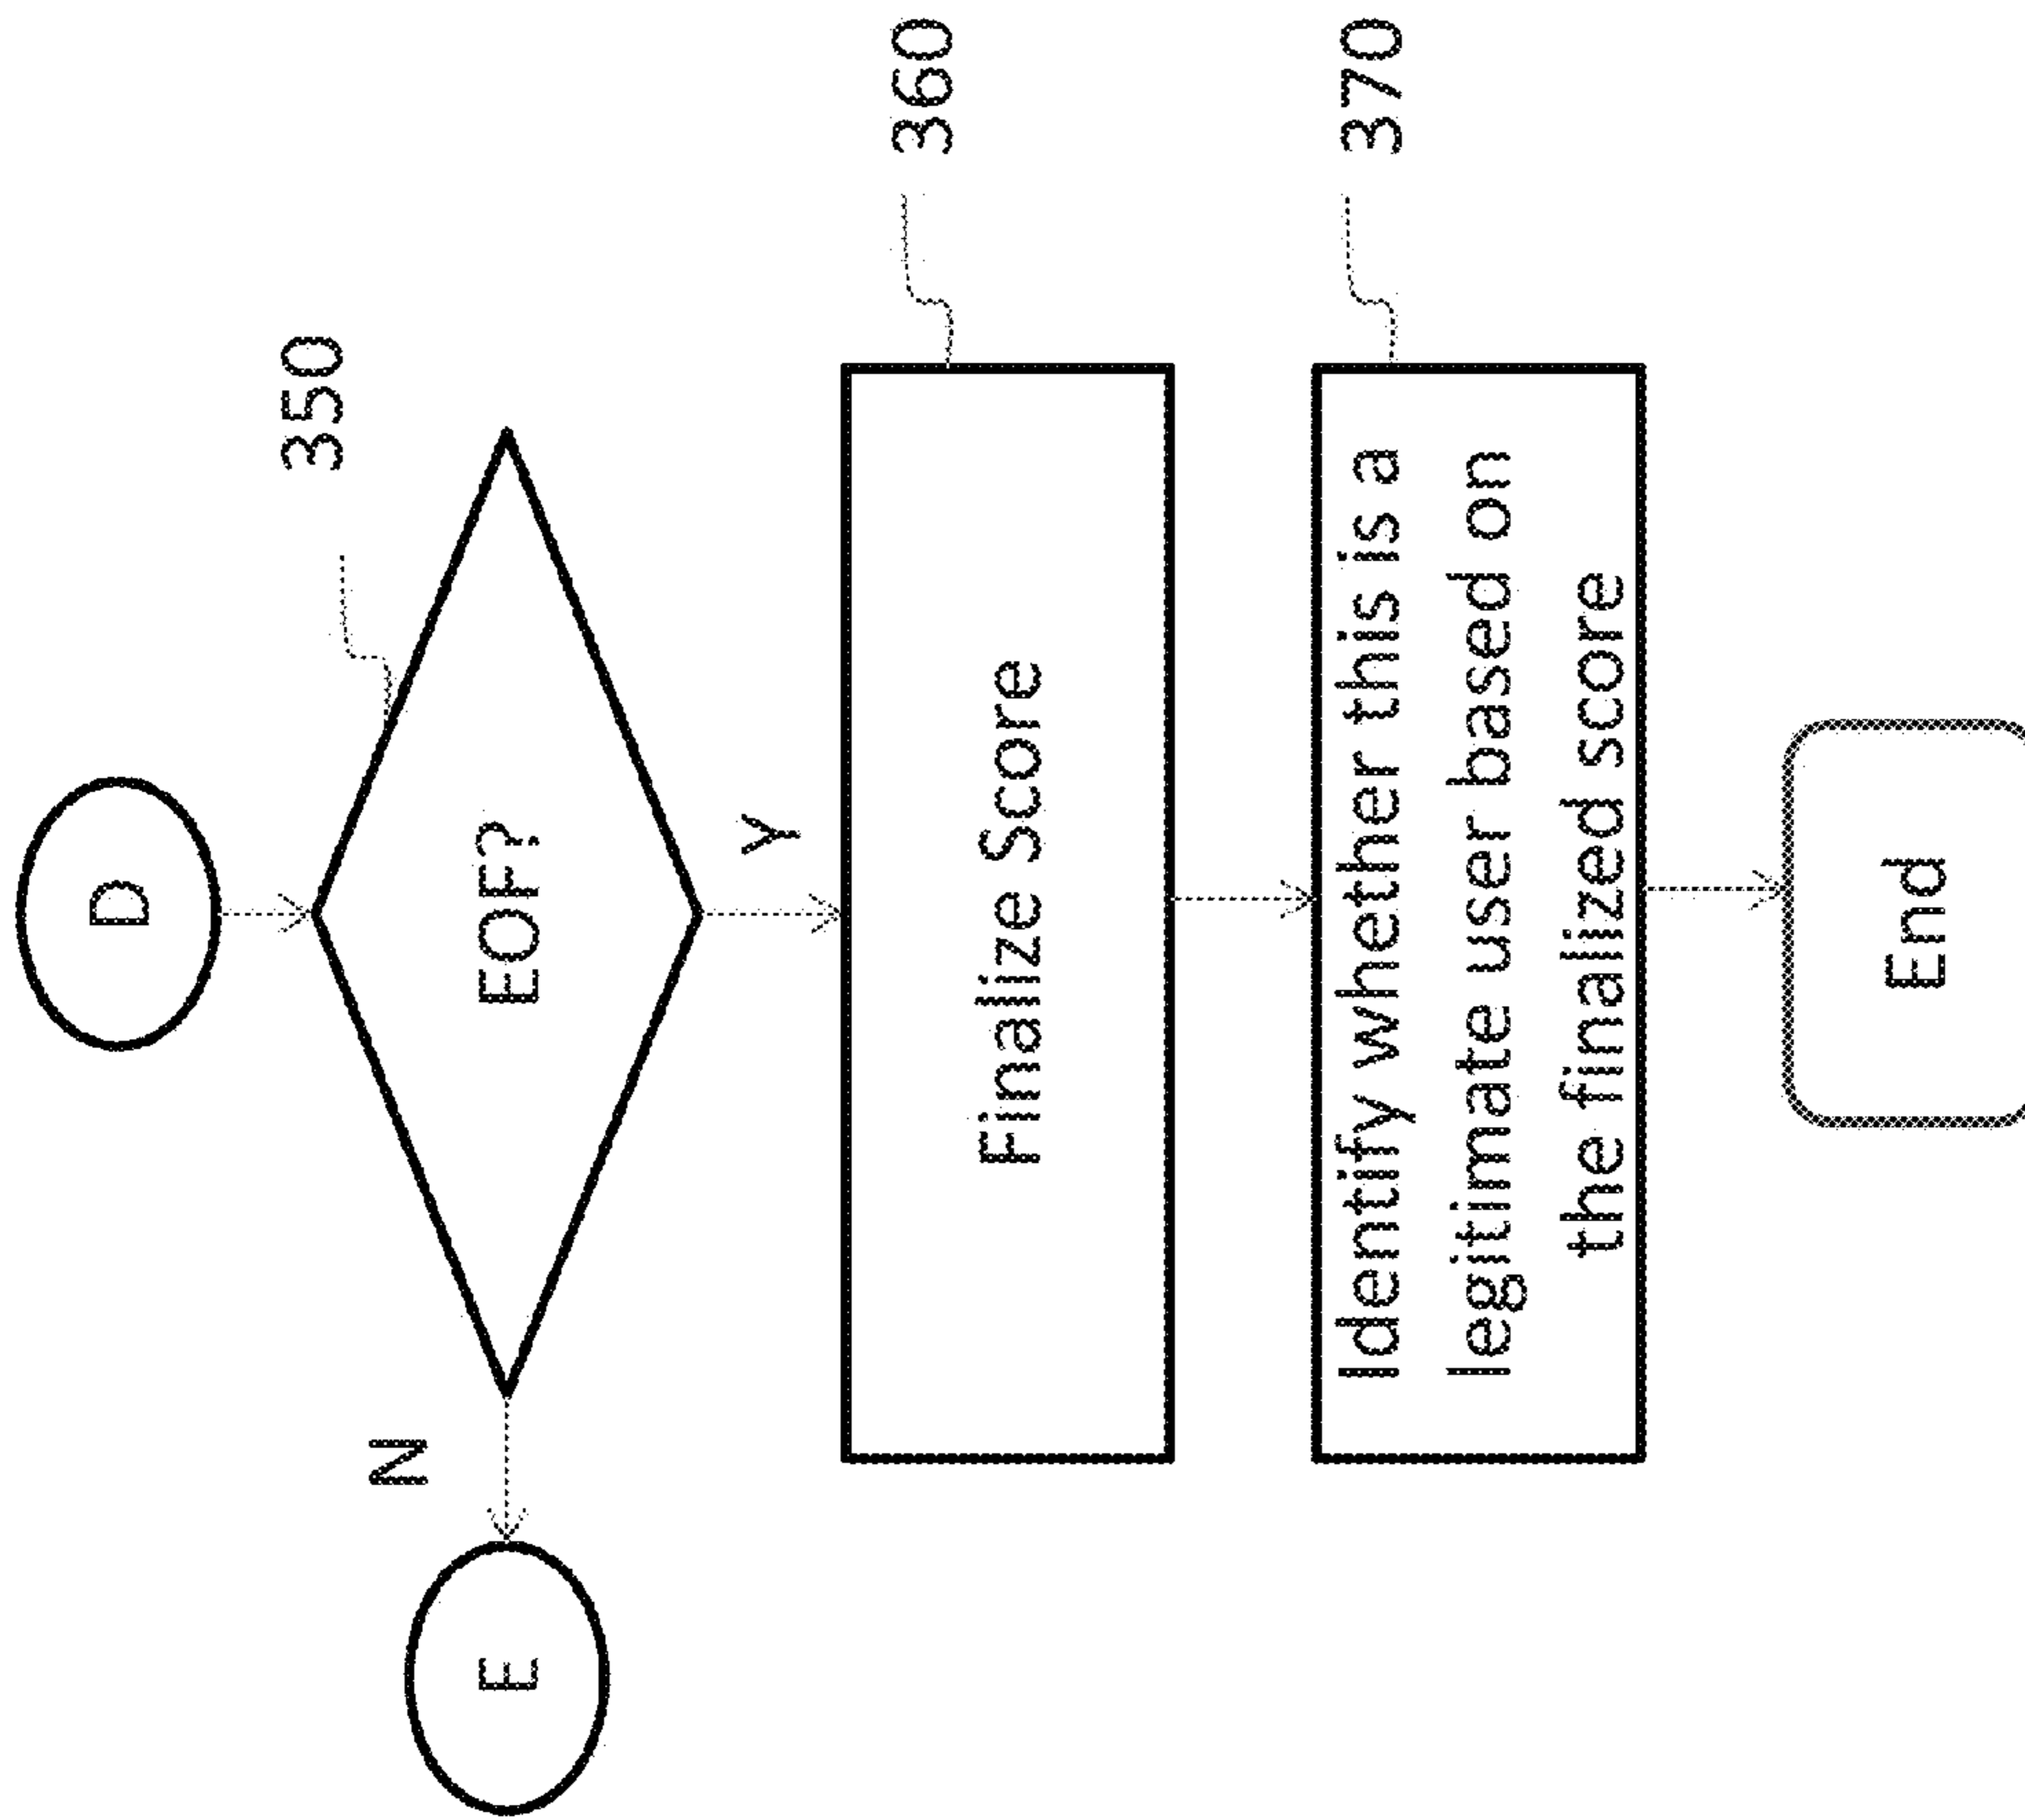 D
350
EOF?
N
E
Y
360
Finalize Score
370
Identify whether this is a
legitimate user based on
the finalized score
End